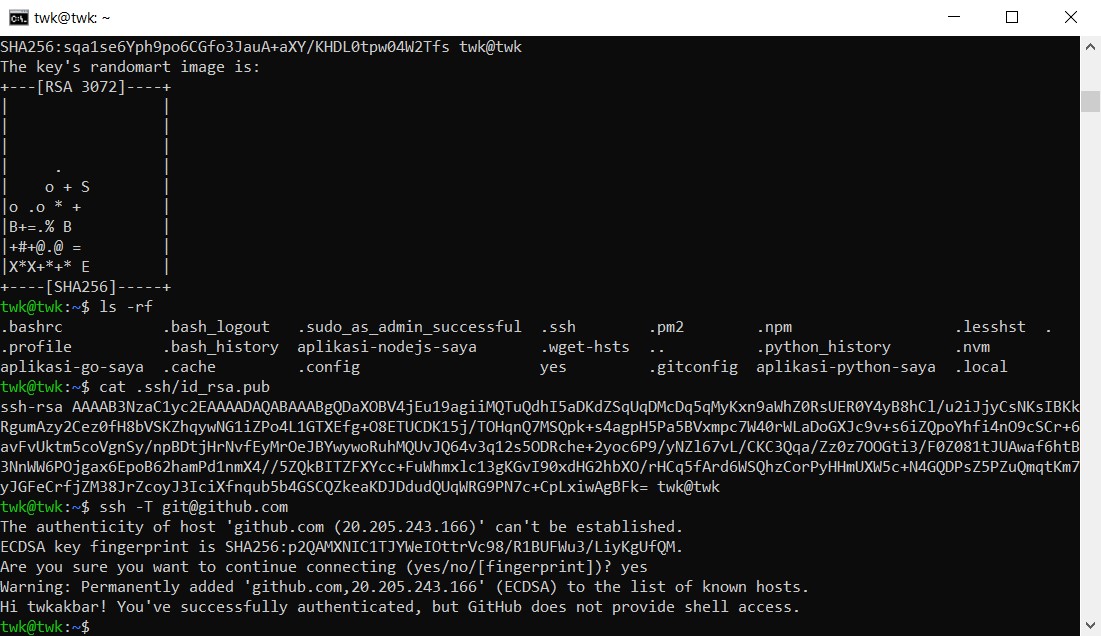 twk@twk: ~
SHA256:sqa1se6Yph9po6CGfo3JauA+aXY/KHDL0tpw04W2Tfs twk@twk
The key's randomart image is:
+---[RSA 3072]----+
|                 |
|                 |
|                 |
|      .          |
|     o + S       |
|o .o * +         |
|B+=.% B          |
|+#+@.@ =         |
|X*X+*+* E        |
+----[SHA256]-----+
twk@twk:~$ ls -rf
.bashrc .bash_logout .sudo_as_admin_successful .ssh .pm2 .npm .lesshst .
.profile .bash_history aplikasi-nodejs-saya .wget-hsts .. .python_history .nvm
aplikasi-go-saya .cache .config yes .gitconfig aplikasi-python-saya .local
twk@twk:~$ cat .ssh/id_rsa.pub
ssh-rsa AAAAB3NzaC1yc2EAAAADAQABAAABgQDaXOBV4jEu19agiiMQTuQdhI5aDKdZSqUqDMcDq5qMyKxn9aWhZ0RsUER0Y4yB8hCl/u2iJjyCsNKsIBKk
RgumAzy2Cez0fH8bVSKZhqywNG1iZPo4L1GTXEfg+O8ETUCDK15j/TOHqnQ7MSQpk+s4agpH5Pa5BVxmpc7W40rWLaDoGXJc9v+s6iZQpoYhfi4nO9cSCr+6
avFvUktm5coVgnSy/npBDtjHrNvfEyMrOeJBYwywoRuhMQUvJQ64v3q12s5ODRche+2yoc6P9/yNZl67vL/CKC3Qqa/Zz0z7OOGti3/F0Z081tJUAwaf6htB
3NnWW6POjgax6EpoB62hamPd1nmX4//5ZQkBITZFXYcc+FuWhmxlc13gKGvI90xdHG2hbXO/rHCq5fArd6WSQhzCorPyHHmUXW5c+N4GQDPsZ5PZuQmqtKm7
yJGFeCrfjZM38JrZcoyJ3IciXfnqub5b4GSCQZkeaKDJDdudQUqWRG9PN7c+CpLxiwAgBFk= twk@twk
twk@twk:~$ ssh -T git@github.com
The authenticity of host 'github.com (20.205.243.166)' can't be established.
ECDSA key fingerprint is SHA256:p2QAMXNIC1TJYWeIOttrVc98/R1BUFWu3/LiyKgUfQM.
Are you sure you want to continue connecting (yes/no/[fingerprint])? yes
Warning: Permanently added 'github.com,20.205.243.166' (ECDSA) to the list of known hosts.
Hi twkakbar! You've successfully authenticated, but GitHub does not provide shell access.
twk@twk:~$